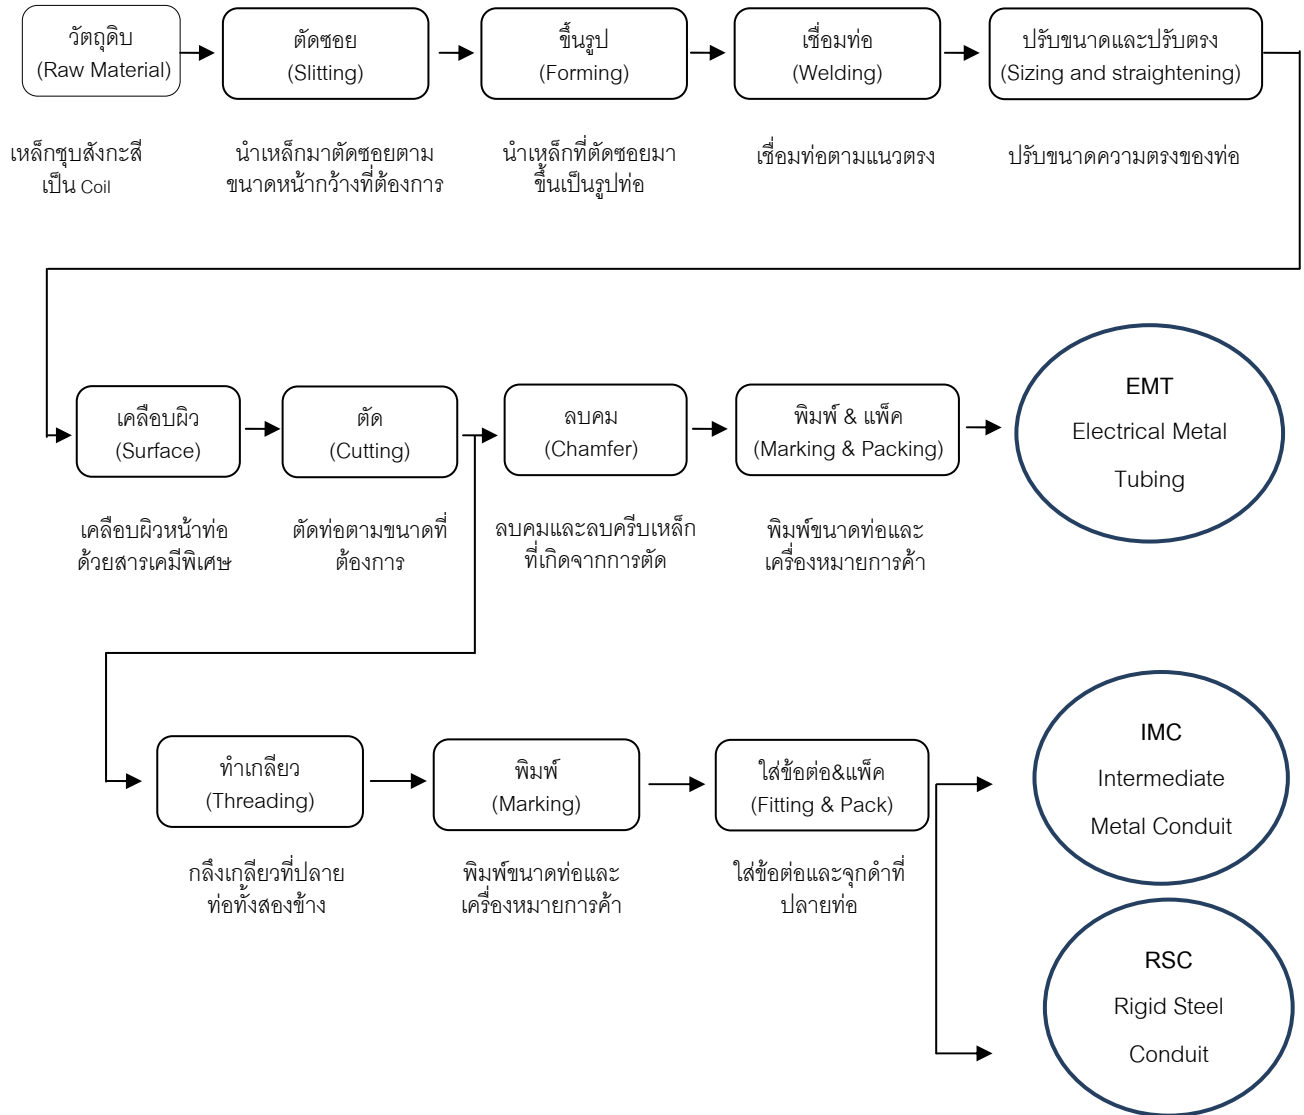 วัตถุดิบ
(Raw Material)
ตัดซอย
(Slitting)
ขึ้นรูป
(Forming)
เชื่อมท่อ
(Welding)
ปรับขนาดและปรับตรง
(Sizing and straightening)
เหล็กชุบสังกะสี
เป็น Coil
นำเหล็กมาตัดซอยตาม
ขนาดหน้ากว้างที่ต้องการ
นำเหล็กที่ตัดซอยมา
ขึ้นเป็นรูปท่อ
เชื่อมท่อตามแนวตรง
ปรับขนาดความตรงของท่อ
เคลือบผิว
(Surface)
ตัด
(Cutting)
ลบคม
(Chamfer)
พิมพ์ & แพ็ค
(Marking & Packing)
EMT
Electrical Metal
Tubing
เคลือบผิวหน้าท่อ
ด้วยสารเคมีพิเศษ
ตัดท่อตามขนาดที่
ต้องการ
ลบคมและลบครีบเหล็ก
ที่เกิดจากการตัด
พิมพ์ขนาดท่อและ
เครื่องหมายการค้า
ทำเกลียว
(Threading)
พิมพ์
(Marking)
ใส่ข้อต่อ&แพ็ค
(Fitting & Pack)
IMC
Intermediate
Metal Conduit
กลึงเกลียวที่ปลาย
ท่อทั้งสองข้าง
พิมพ์ขนาดท่อและ
เครื่องหมายการค้า
ใส่ข้อต่อและจุกดำที่
ปลายท่อ
RSC
Rigid Steel
Conduit